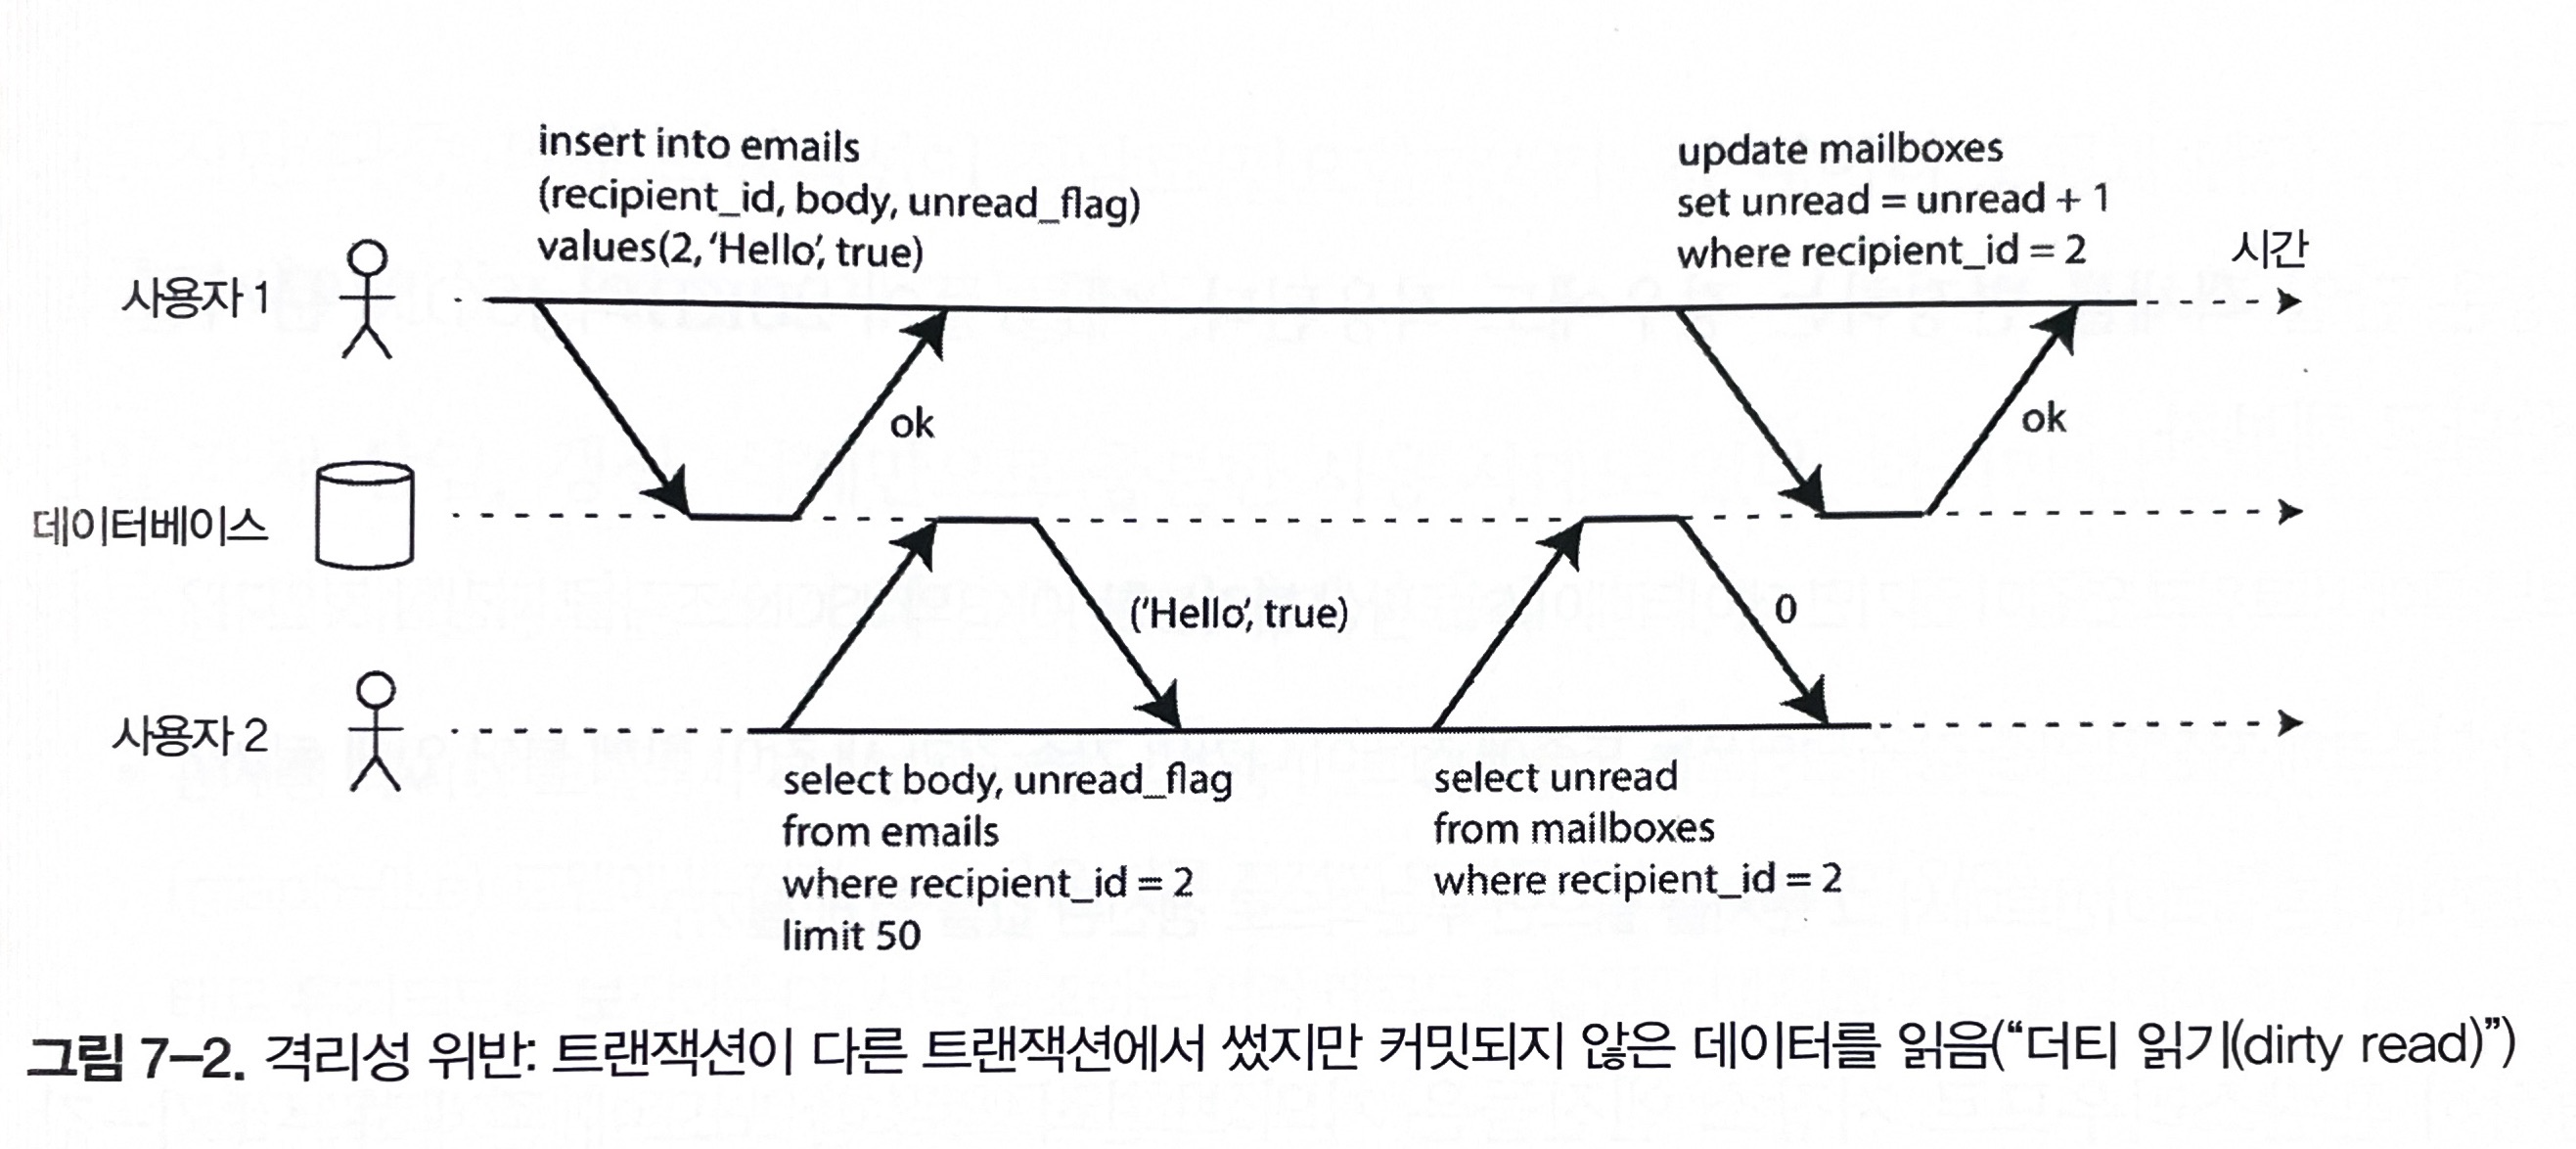 insert into emails
(recipient_id, body, unread_flag)
values(2, ‘Hello’, true)
update mailboxes
set unread = unread + 1
where recipient_id = 2
시간
사용자 1
ok
ok
데이터베이스
(‘Hello’, true)
0
사용자 2
select body, unread_flag
from emails
where recipient_id = 2
limit 50
select unread
from mailboxes
where recipient_id = 2
그림 7-2. 격리성 위반: 트랜잭션이 다른 트랜잭션에서 썼지만 커밋되지 않은 데이터를 읽음(“더티 읽기(dirty read)”)